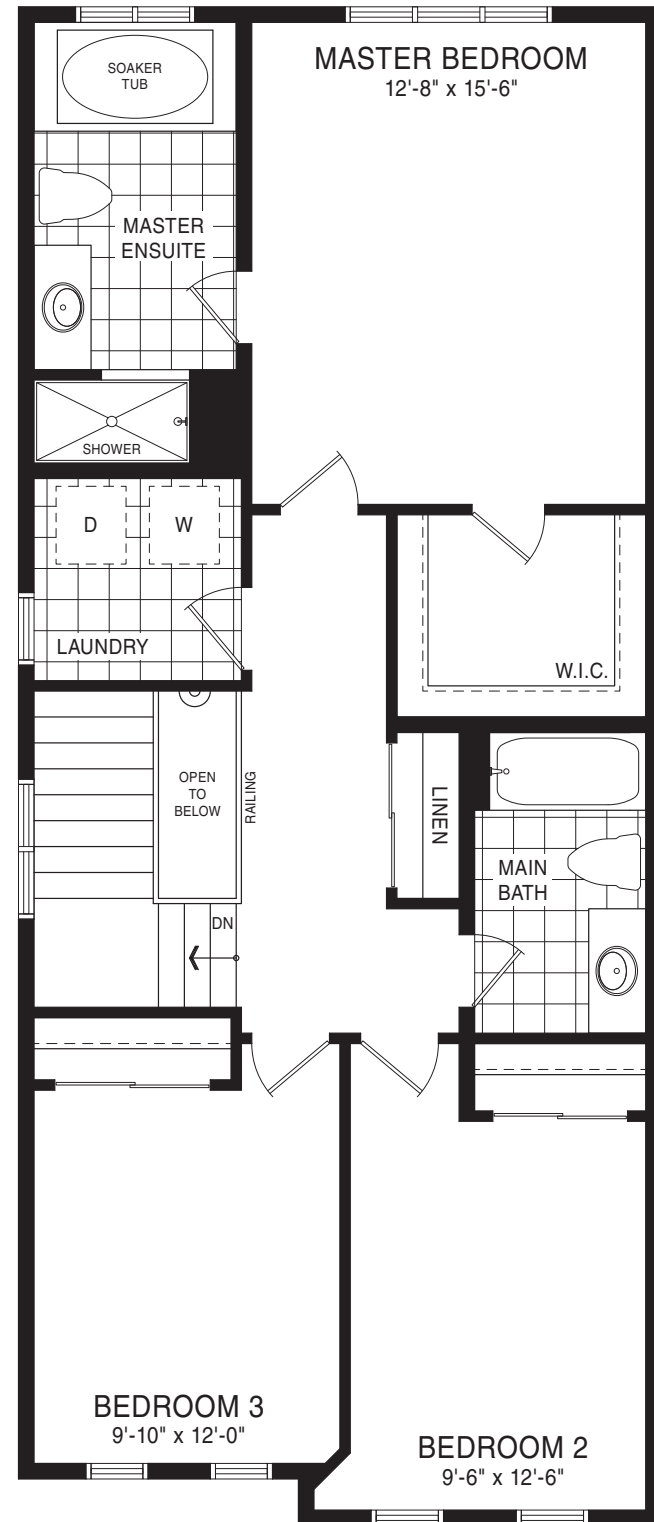 SOAKER
TUB
MASTER BEDROOM
12'-8" x 15'-6"
MASTER
ENSUITE
SHOWER
D
W
LAUNDRY
W.I.C.
OPEN
TO
BELOW
RAILING
LINEN
MAIN
BATH
DN
BEDROOM 3
9'-10" x 12'-0"
BEDROOM 2
9'-6" x 12'-6"